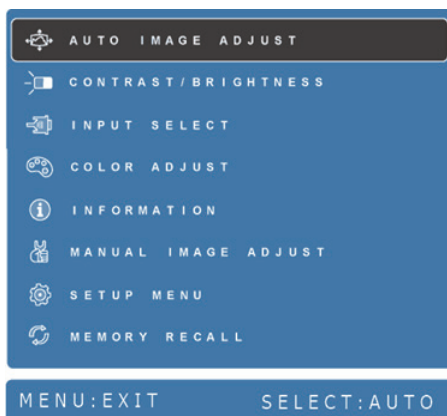 AUTO IMAGE ADJUST
CONTRAST/BRIGHTNESS
INPUT SELECT
COLOR ADJUST
INFORMATION
MANUAL IMAGE ADJUST
SETUP MENU
MEMORY RECALL
MENU:EXIT SELECT:AUTO